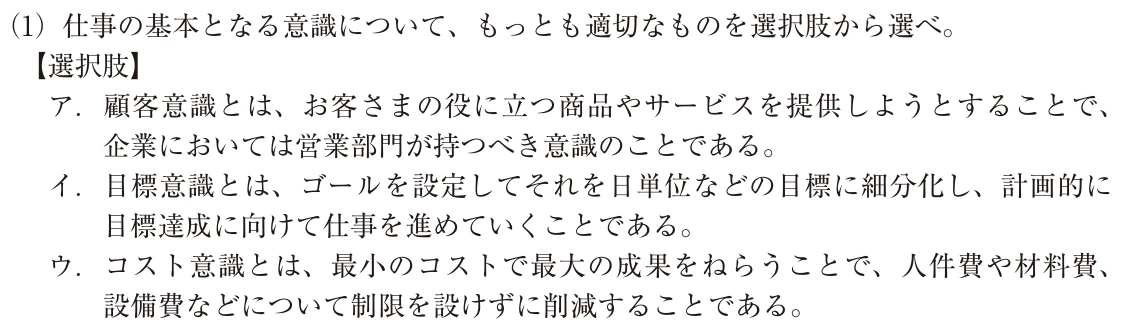 (1) 仕事の基本となる意識について、もっとも適切なものを選択肢から選べ。
【選択肢】
ア．顧客意識とは、お客さまの役に立つ商品やサービスを提供しようとすることで、
企業においては営業部門が持つべき意識のことである。
イ．目標意識とは、ゴールを設定してそれを日単位などの目標に細分化し、計画的に
目標達成に向けて仕事を進めていくことである。
ウ．コスト意識とは、最小のコストで最大の成果をねらうことで、人件費や材料費、
設備費などについて制限を設けずに削減することである。